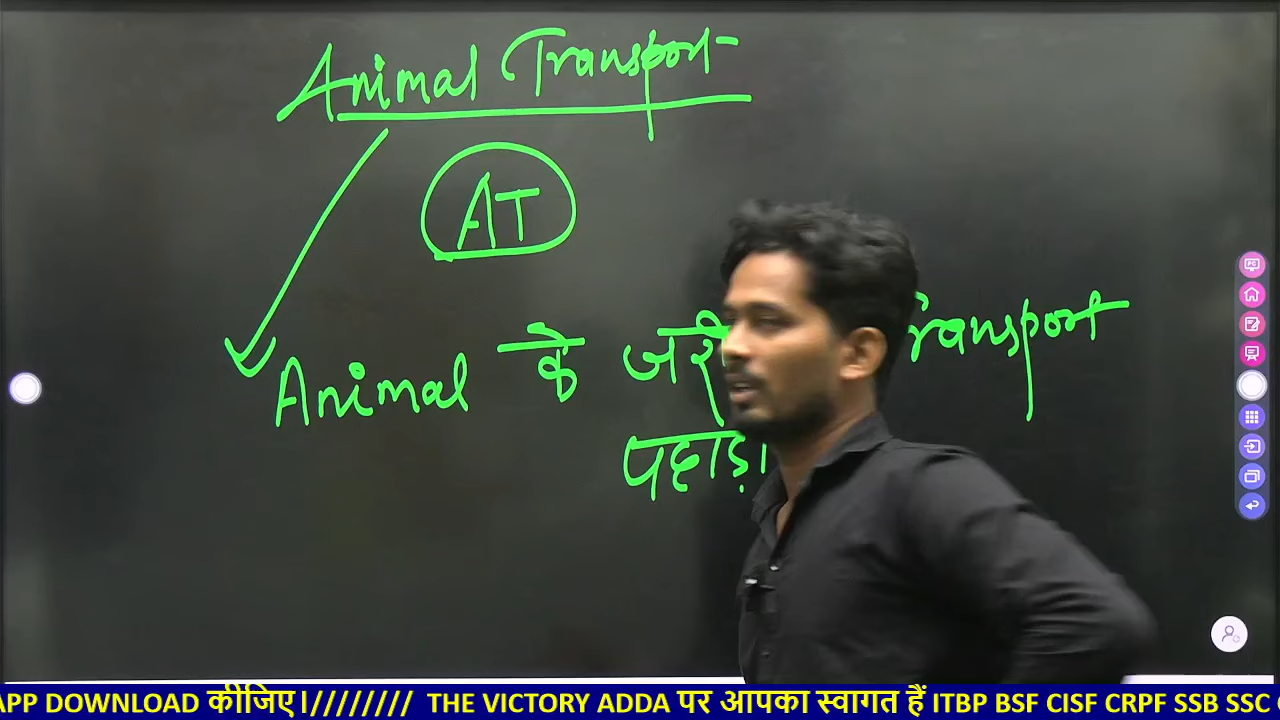 Animal Transport
AT
Animal के जरी ransport
पहाड़ा
APP DOWNLOAD कीजिए।//////// THE VICTORY ADDA पर आपका स्वागत हैं ITBP BSF CISF CRPF SSB SSC